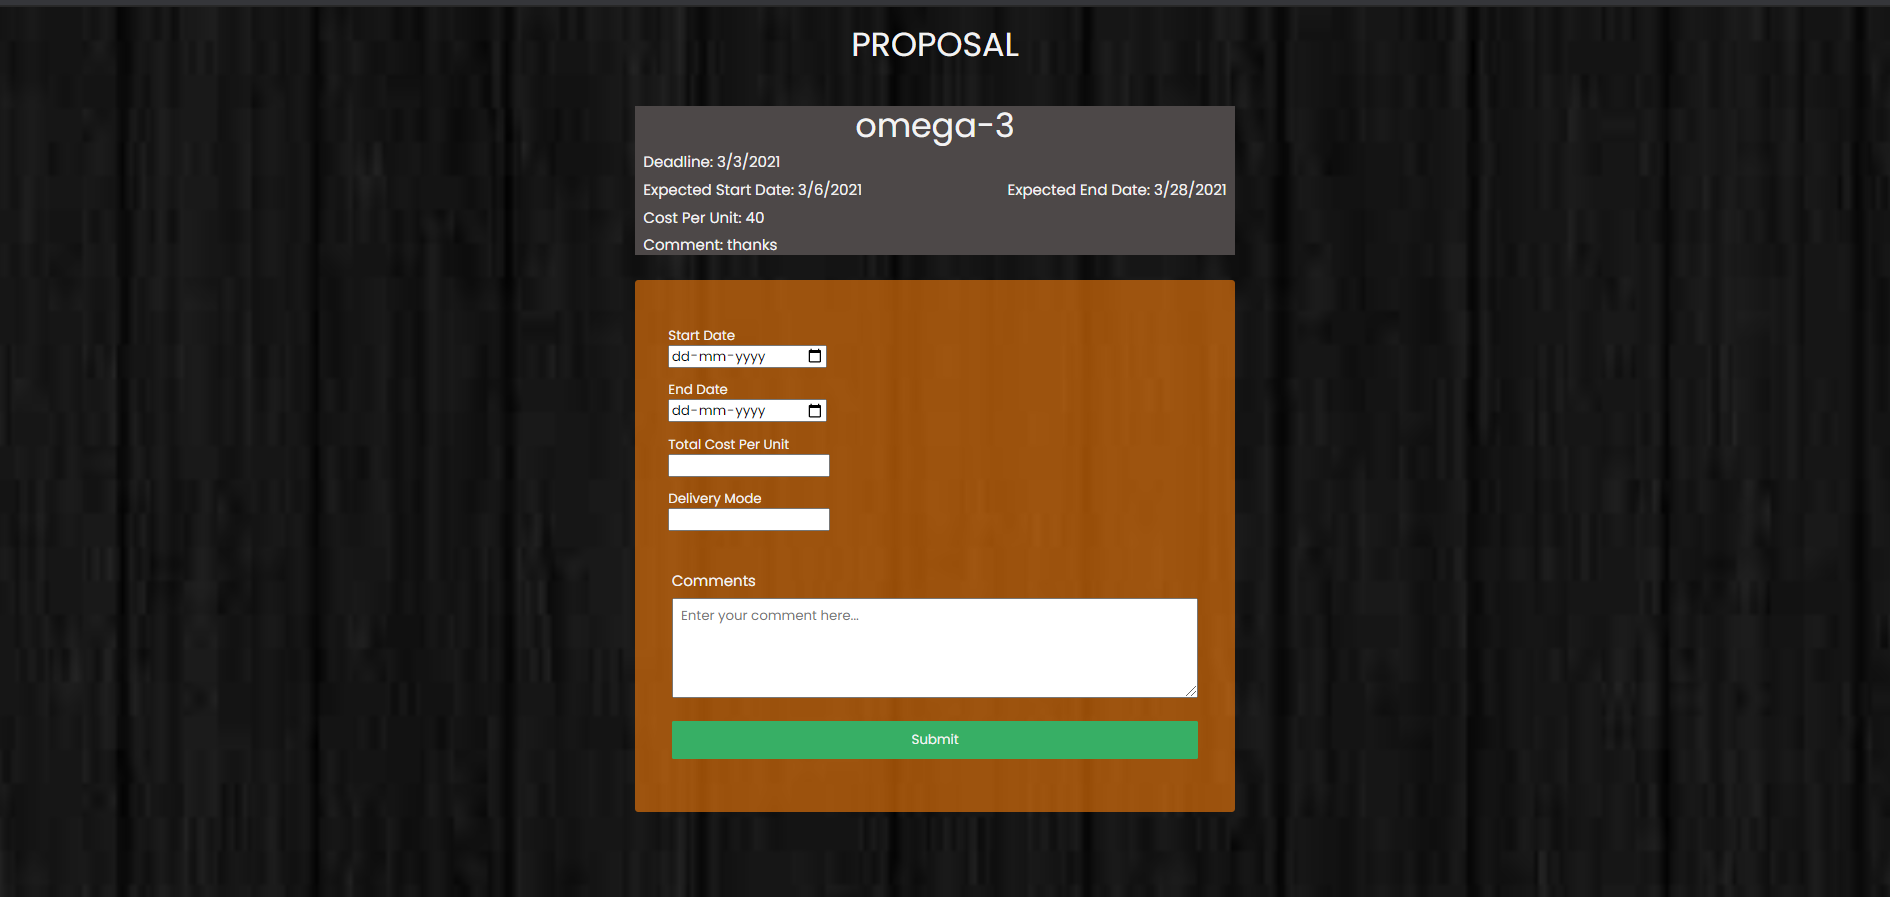 PROPOSAL
omega-3
Deadline: 3/3/2021
Expected Start Date: 3/6/2021 Expected End Date: 3/28/2021
Cost Per Unit: 40
Comment: thanks
Start Date
dd-mm-yyyy
End Date
dd-mm-yyyy
Total Cost Per Unit
Delivery Mode
Comments
Enter your comment here...
Submit